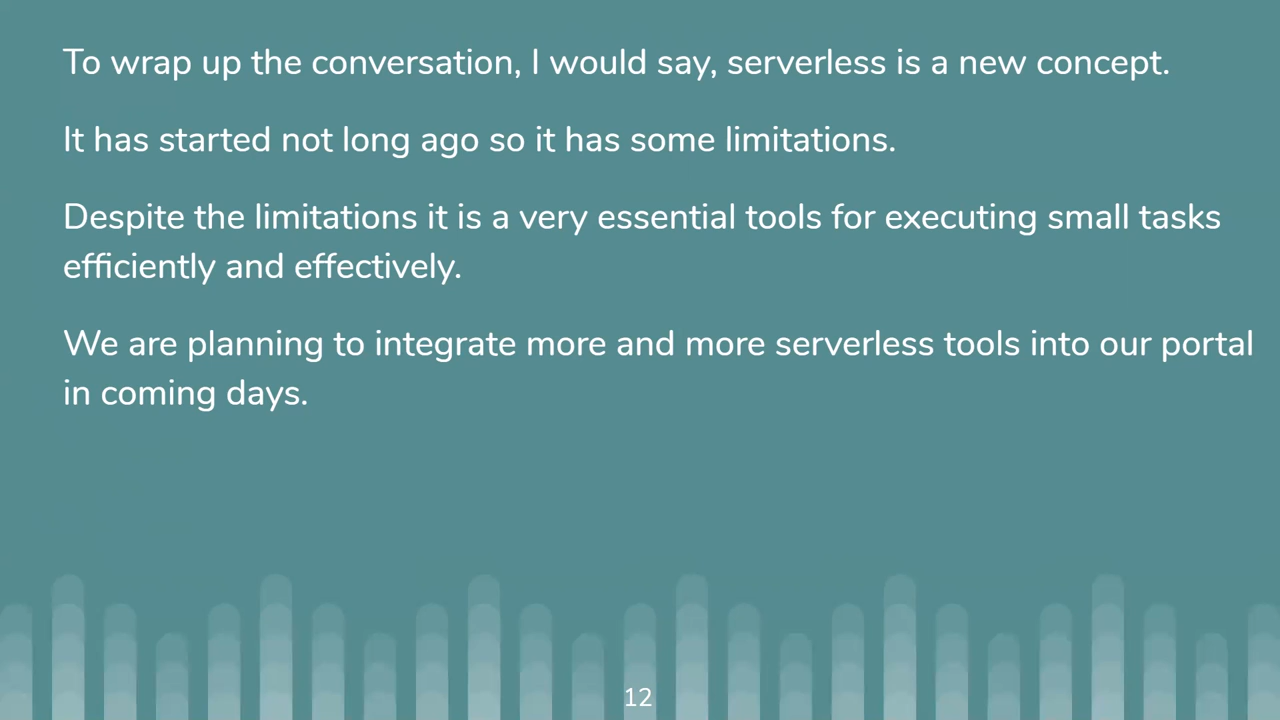 To wrap up the conversation, I would say, serverless is a new concept.
It has started not long ago so it has some limitations.
Despite the limitations it is a very essential tools for executing small tasks
efficiently and effectively.
We are planning to integrate more and more serverless tools into our portal
in coming days.
12